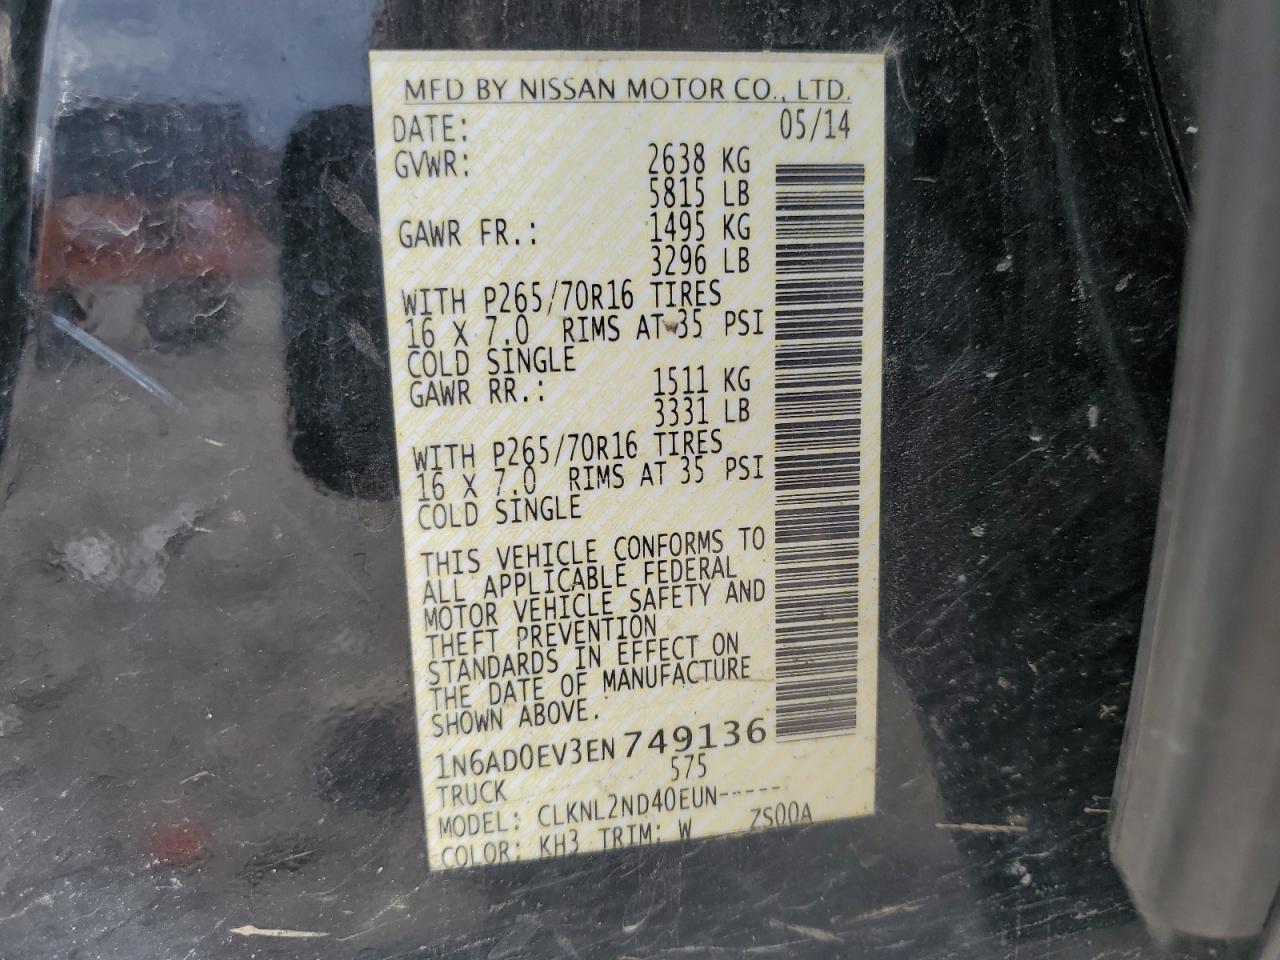 MFD BY NISSAN MOTOR CO., LTD.
DATE: 05/14
GVWR: 2638 KG
5815 LB
GAWR FR.: 1495 KG
3296 LB
WITH P265/70R16 TIRES
16 X 7.0 RIMS AT 35 PSI
COLD SINGLE
GAWR RR.: 1511 KG
3331 LB
WITH P265/70R16 TIRES
16 X 7.0 RIMS AT 35 PSI
COLD SINGLE
THIS VEHICLE CONFORMS TO
ALL APPLICABLE FEDERAL
MOTOR VEHICLE SAFETY AND
THEFT PREVENTION
STANDARDS IN EFFECT ON
THE DATE OF MANUFACTURE
SHOWN ABOVE.
1N6AD0EV3EN749136
TRUCK 575
MODEL: CLKNL2ND40EUN------
COLOR: KH3 TRIM: W ZS00A